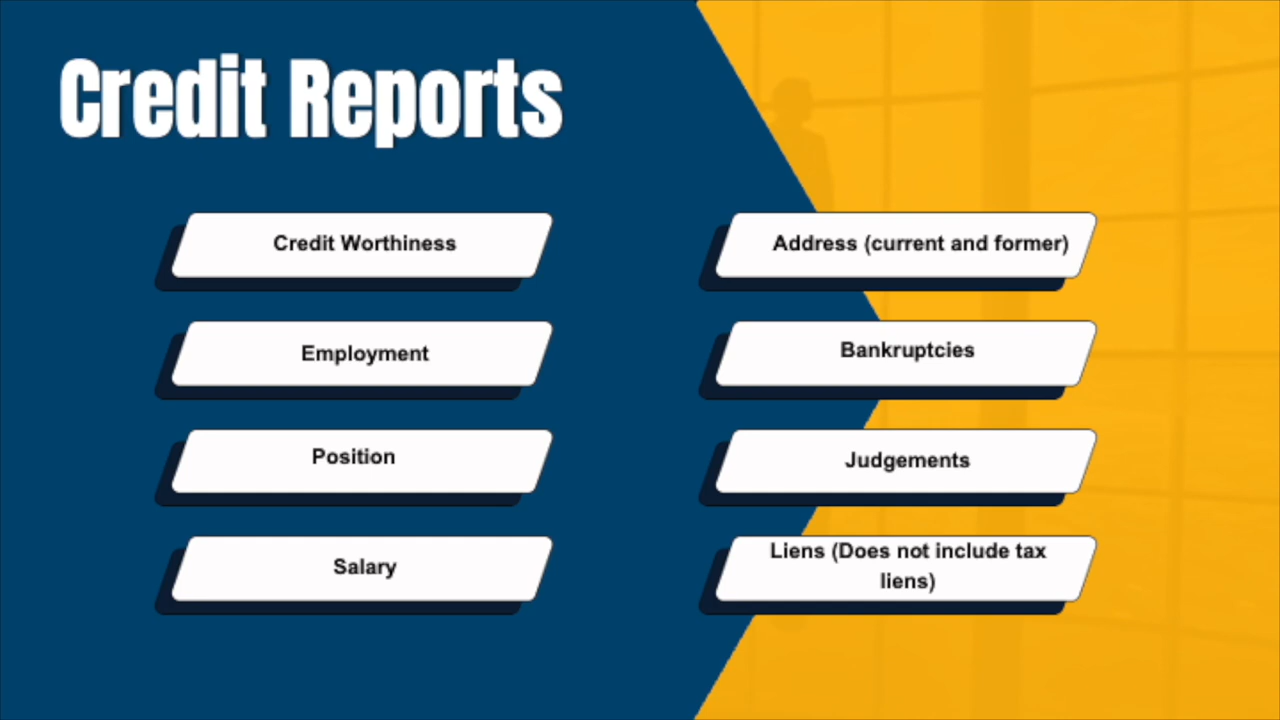 Credit Reports
Credit Worthiness
Employment
Position
Salary
Address (current and former)
Bankruptcies
Judgements
Liens (Does not include tax
liens)